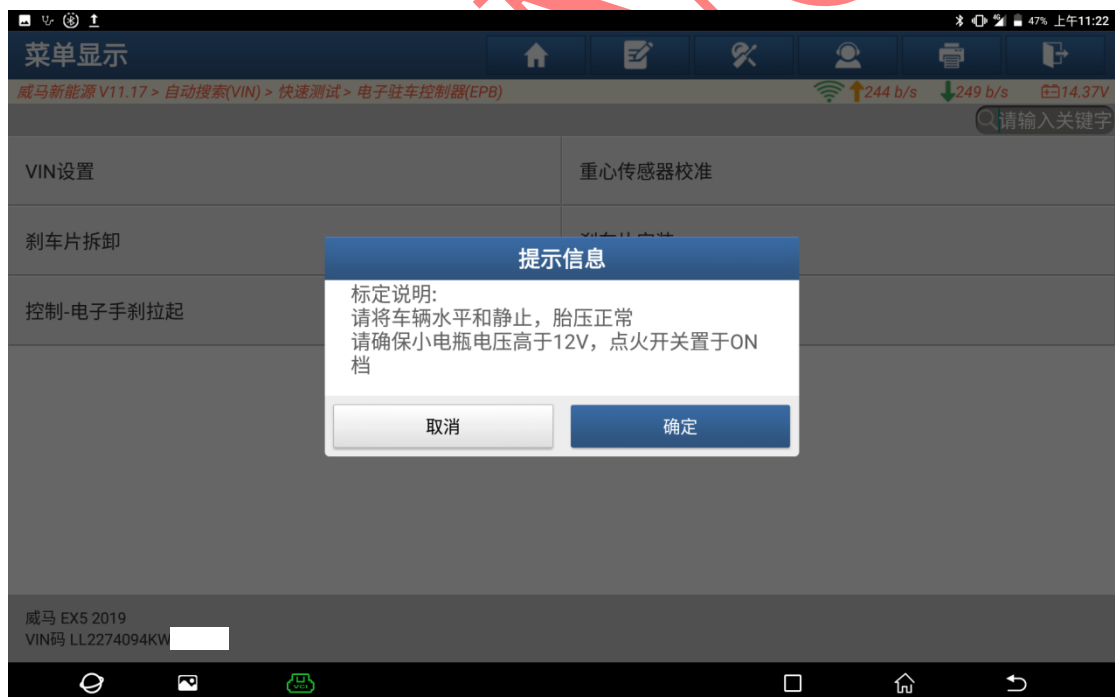 47% 上午11:22
菜单显示
威马新能源 V11.17 > 自动搜索(VIN) > 快速测试 > 电子驻车控制器(EPB)
244 b/s 249 b/s 14.37V
请输入关键字
VIN设置
重心传感器校准
刹车片拆卸
刹车片安装
控制-电子手刹拉起
提示信息
标定说明:
请将车辆水平和静止，胎压正常
请确保小电瓶电压高于12V，点火开关置于ON
档
取消
确定
威马 EX5 2019
VIN码 LL2274094KW
VCI